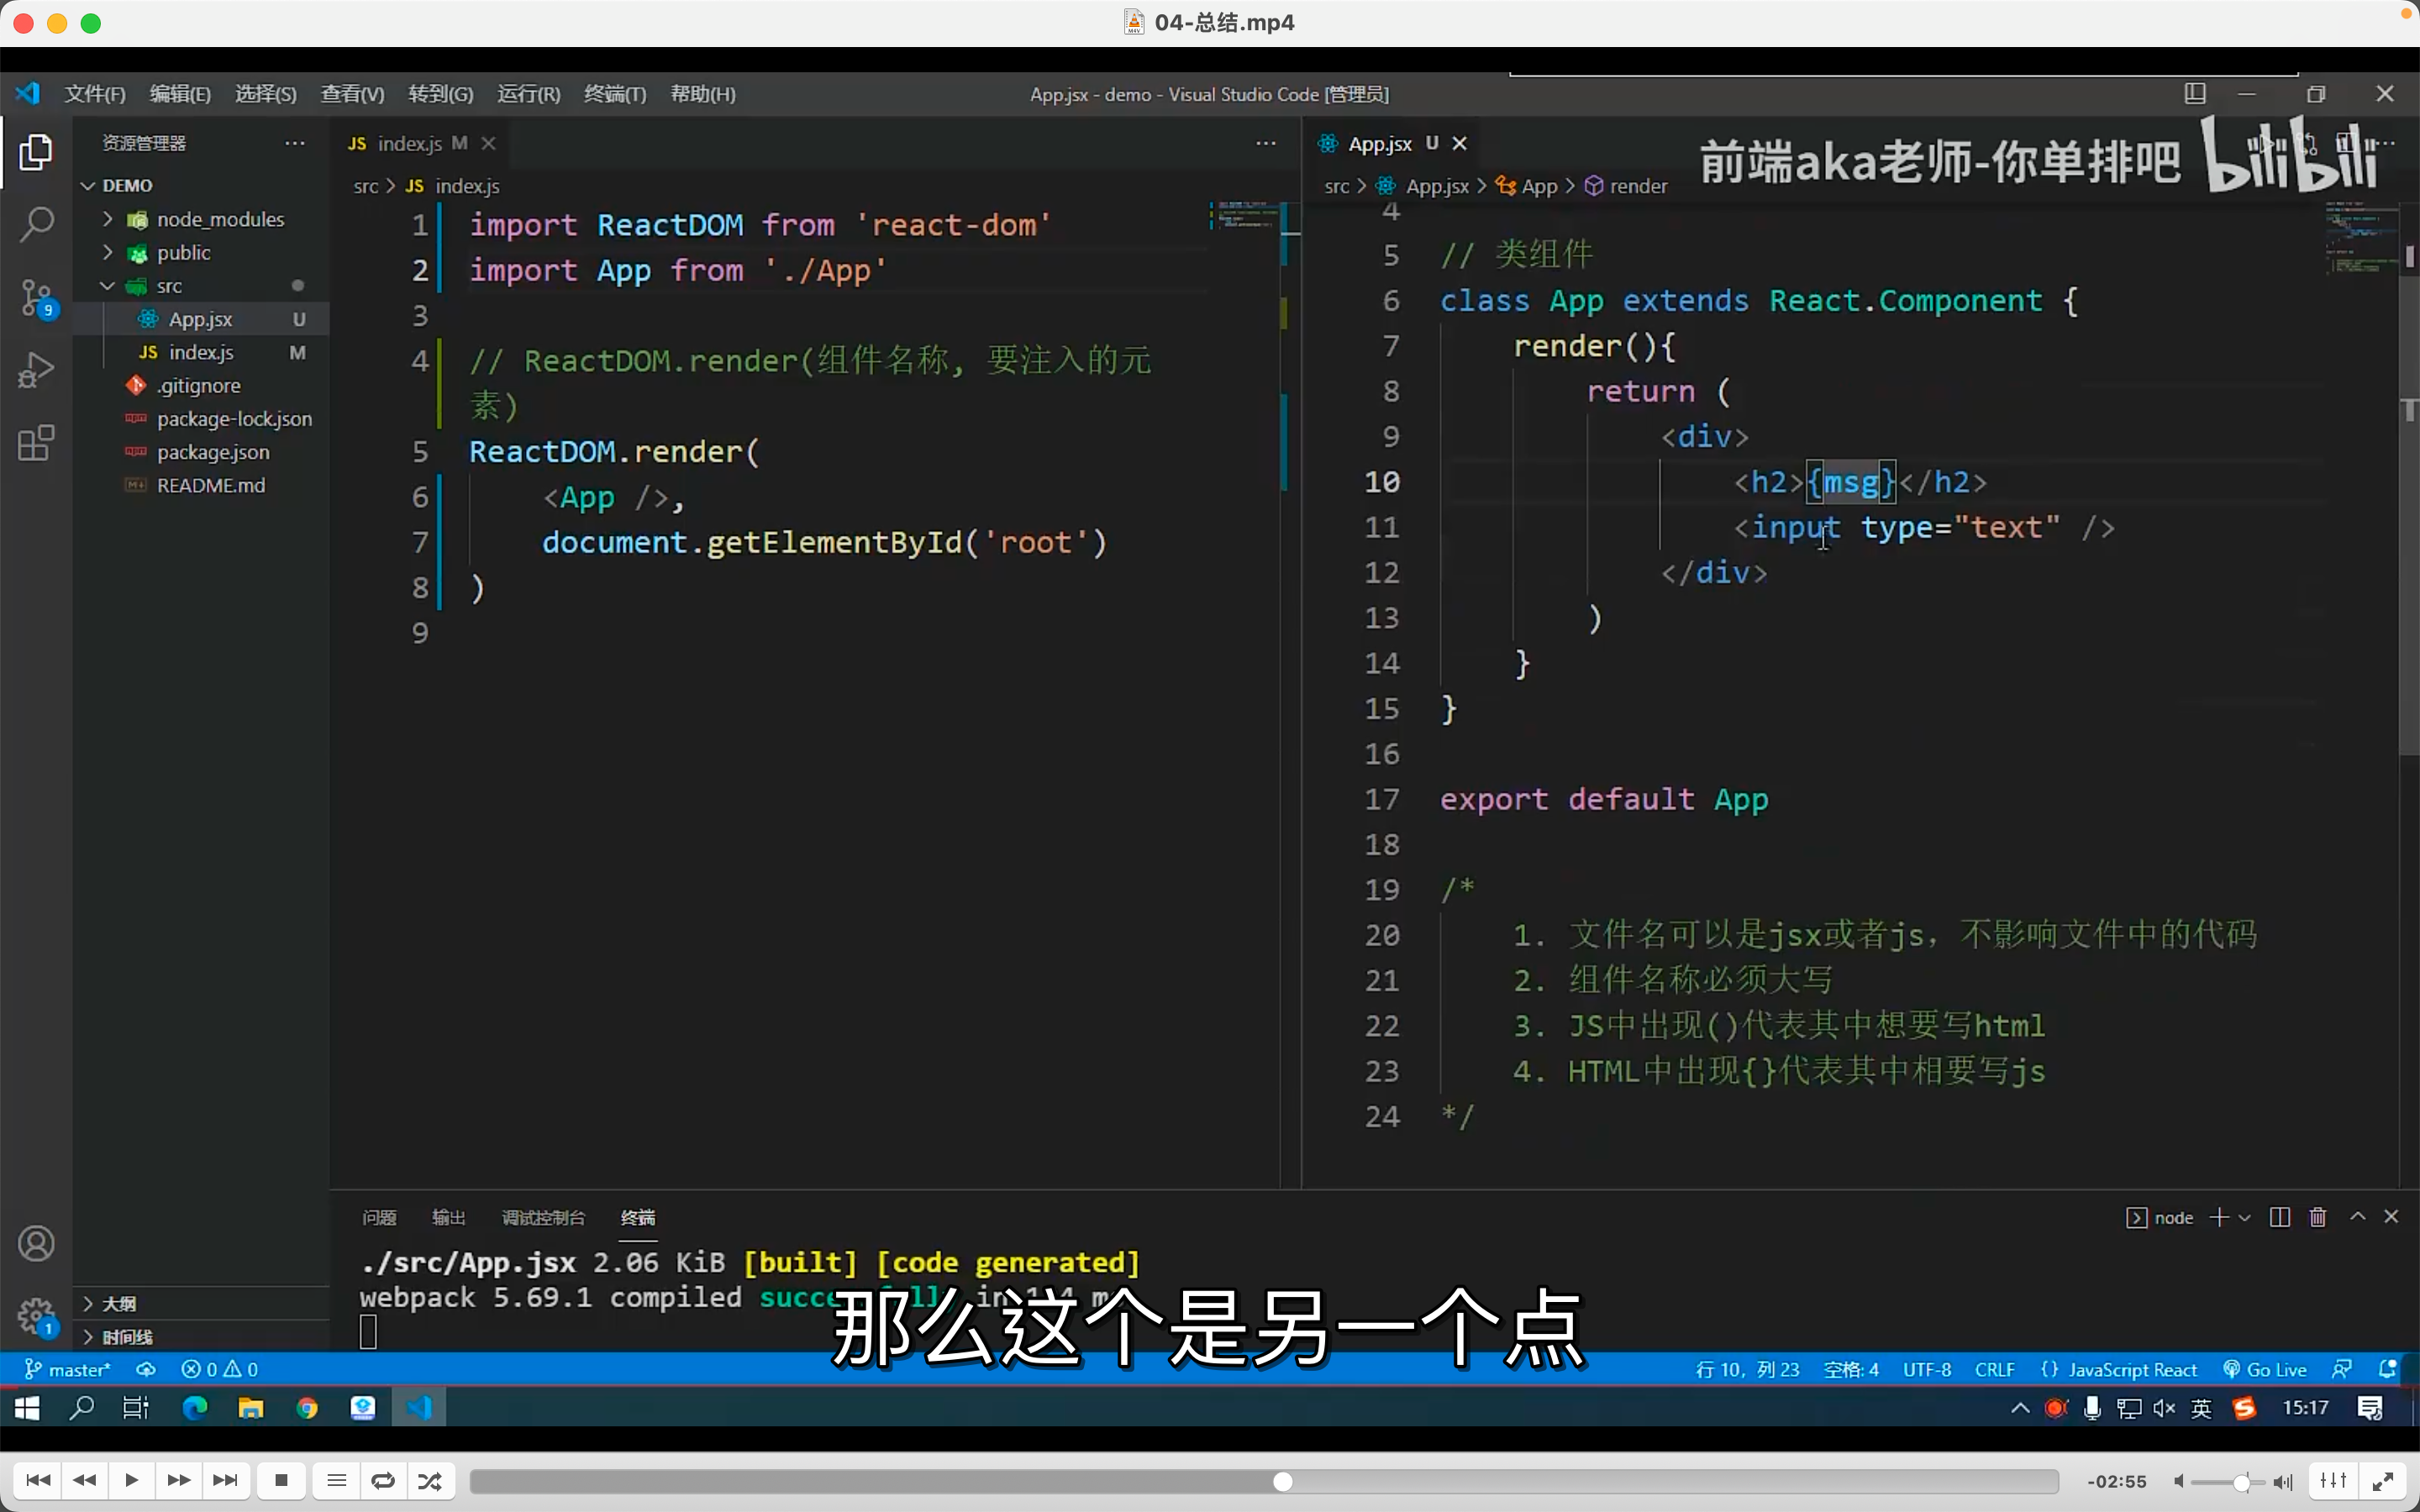 04-总结.mp4
文件(F) 编辑(E) 选择(S) 查看(V) 转到(G) 运行(R) 终端(T) 帮助(H)
App.jsx - demo - Visual Studio Code [管理员]
资源管理器
DEMO
node_modules
public
src
App.jsx U
index.js M
.gitignore
package-lock.json
package.json
README.md
大纲
时间线
JS index.js M
src > JS index.js
1 import ReactDOM from 'react-dom'
2 import App from './App'
3
4 // ReactDOM.render(组件名称, 要注入的元
素)
5 ReactDOM.render(
6 <App />,
7 document.getElementById('root')
8 )
9
App.jsx U
前端aka老师-你单排吧 bilibili
src > App.jsx > App > render
4
5 // 类组件
6 class App extends React.Component {
7 render(){
8 return (
9 <div>
10 <h2>{msg}</h2>
11 <input type="text" />
12 </div>
13 )
14 }
15 }
16
17 export default App
18
19 /*
20 1. 文件名可以是jsx或者js，不影响文件中的代码
21 2. 组件名称必须大写
22 3. JS中出现()代表其中想要写html
23 4. HTML中出现{}代表其中相要写js
24 */
问题 输出 调试控制台 终端
node
./src/App.jsx 2.06 KiB [built] [code generated]
webpack 5.69.1 compiled
那么这个是另一个点
9
1
master* 0 0
行 10，列 23 空格: 4 UTF-8 CRLF {} JavaScript React Go Live
英 15:17
-02:55